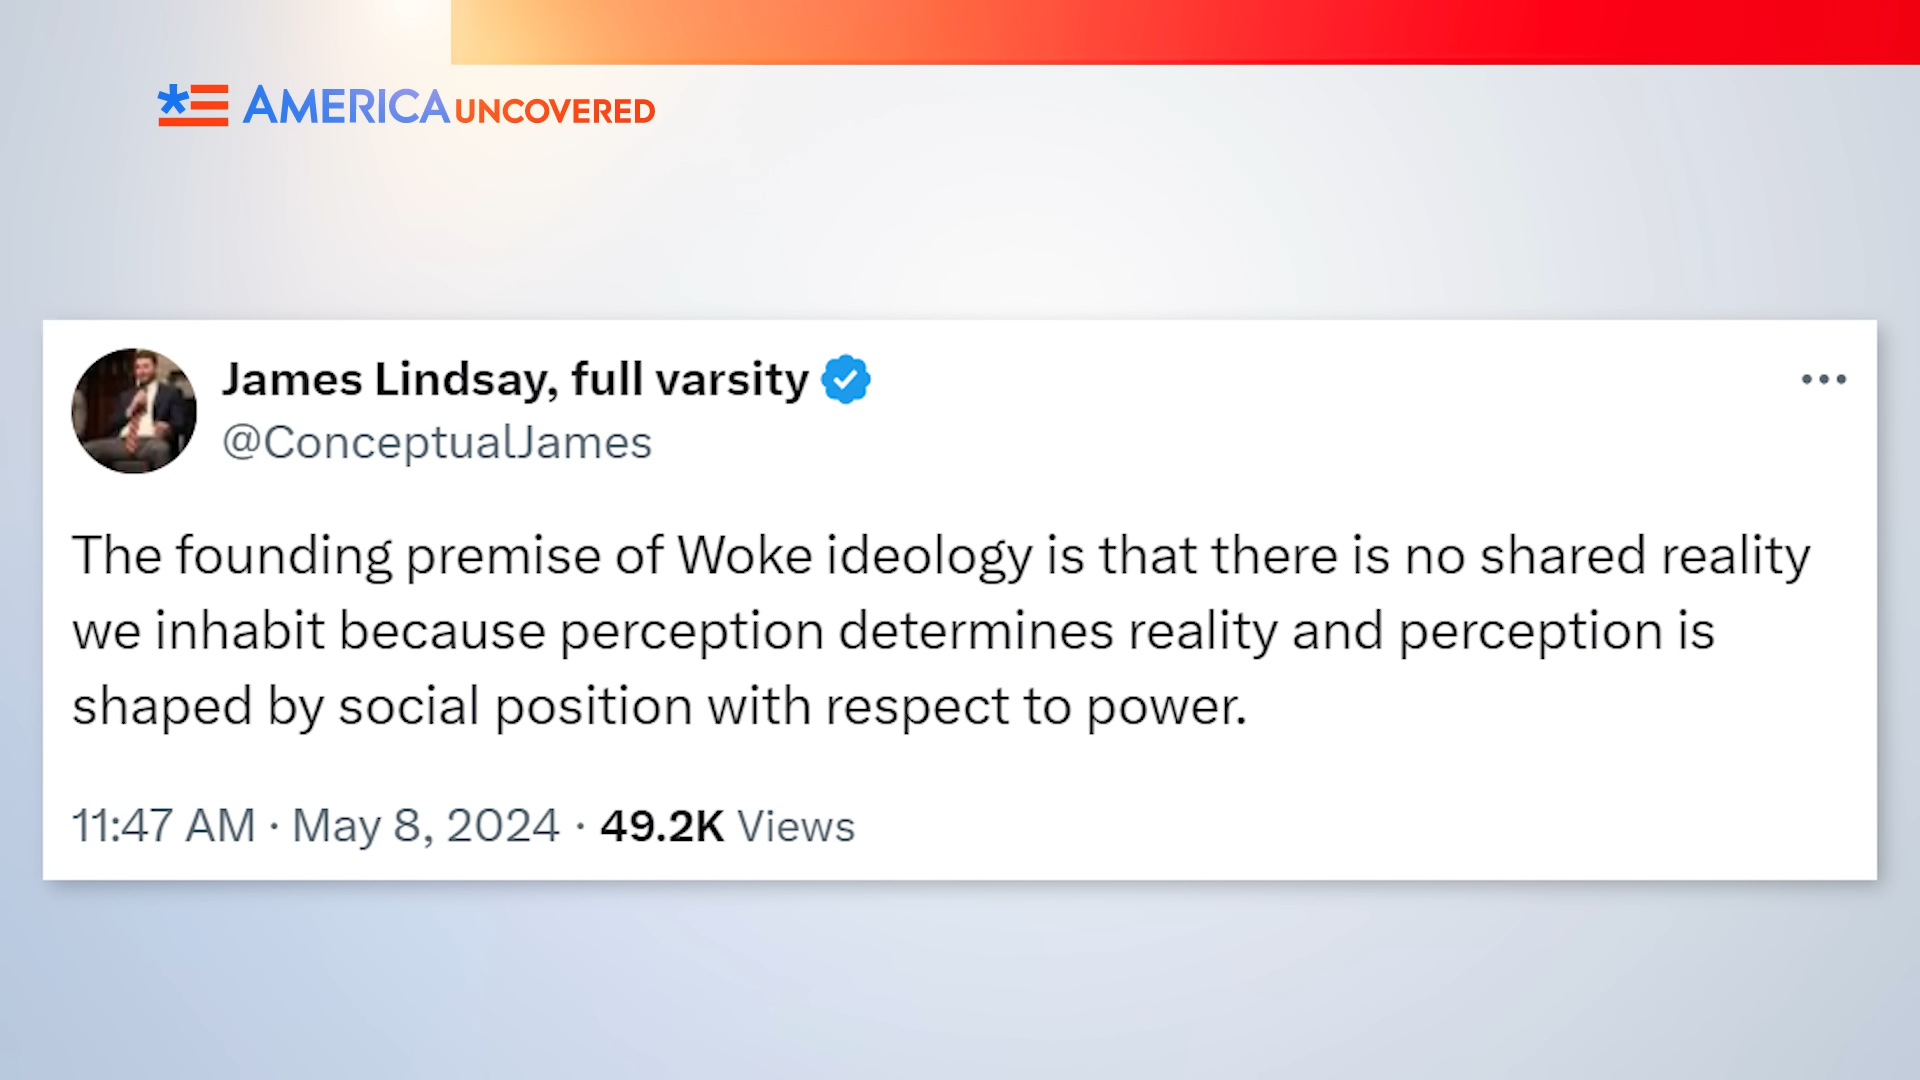 AMERICA UNCOVERED
James Lindsay, full varsity
@ConceptualJames
The founding premise of Woke ideology is that there is no shared reality
we inhabit because perception determines reality and perception is
shaped by social position with respect to power.
11:47 AM · May 8, 2024 · 49.2K Views